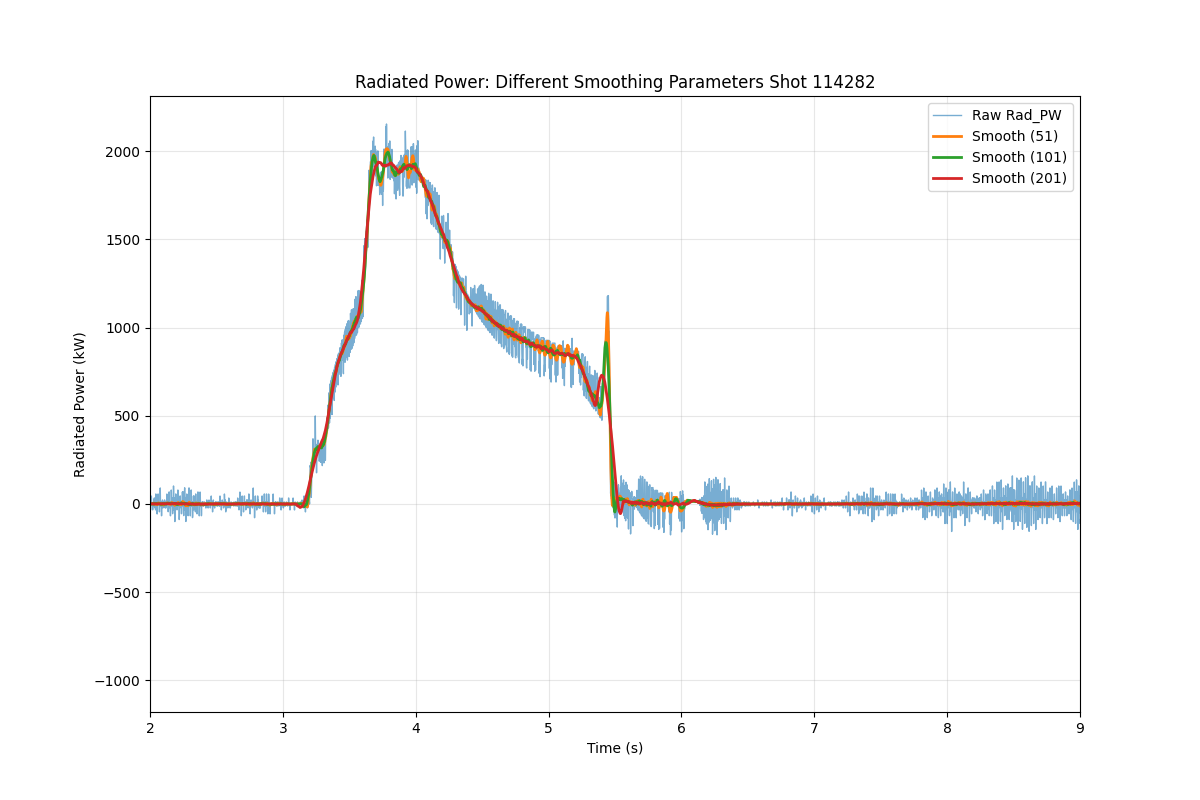 Radiated Power: Different Smoothing Parameters Shot 114282
Raw Rad_PW
Smooth (51)
Smooth (101)
Smooth (201)
2000
1500
1000
500
0
−500
−1000
Radiated Power (kW)
2 3 4 5 6 7 8 9
Time (s)